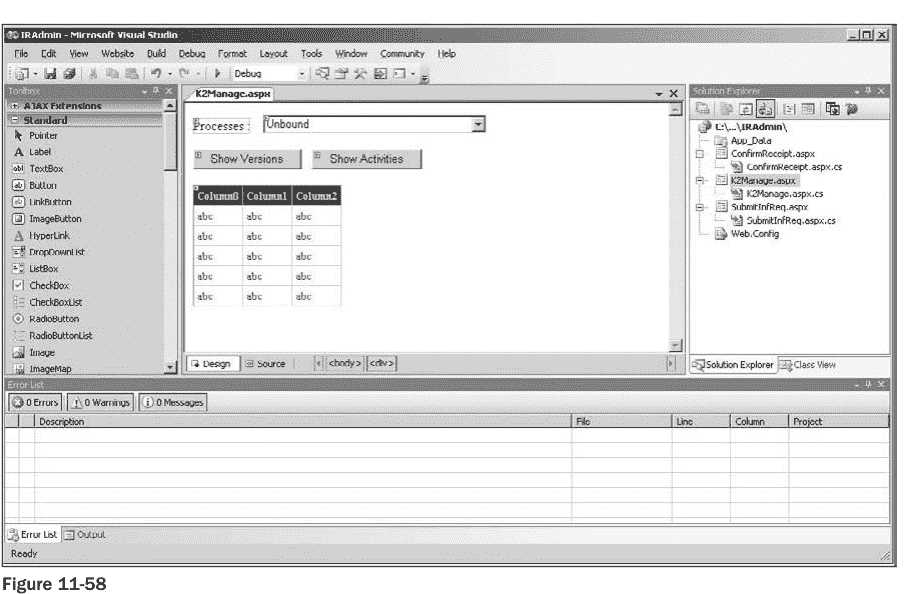 IRAdmin - Microsoft Visual Studio
File Edit View Website Build Debug Format Layout Tools Window Community Help
Debug
Toolbox
AJAX Extensions
Standard
Pointer
A Label
abl TextBox
ab Button
ab LinkButton
ImageButton
A HyperLink
DropDownList
ListBox
CheckBox
CheckBoxList
RadioButton
RadioButtonList
Image
ImageMap
K2Manage.aspx
Processes :
Unbound
Show Versions Show Activities
Column0 Column1 Column2
abc abc abc
abc abc abc
abc abc abc
abc abc abc
abc abc abc
Design Source <body> <div>
Solution Explorer
C:\...\IRAdmin\
App_Data
ConfirmReceipt.aspx
ConfirmReceipt.aspx.cs
K2Manage.aspx
K2Manage.aspx.cs
SubmitInfReq.aspx
SubmitInfReq.aspx.cs
Web.Config
Solution Explorer Class View
Error List
0 Errors 0 Warnings 0 Messages
Description File Line Column Project
Error List Output
Ready
Figure 11-58